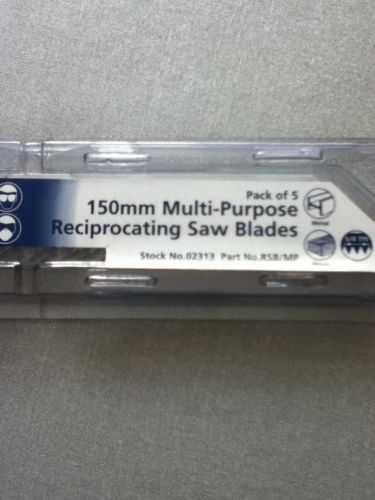 Pack of 5
150mm Multi-Purpose
Reciprocating Saw Blades
Metal
Stock No.02313 Part No.RSB/MP